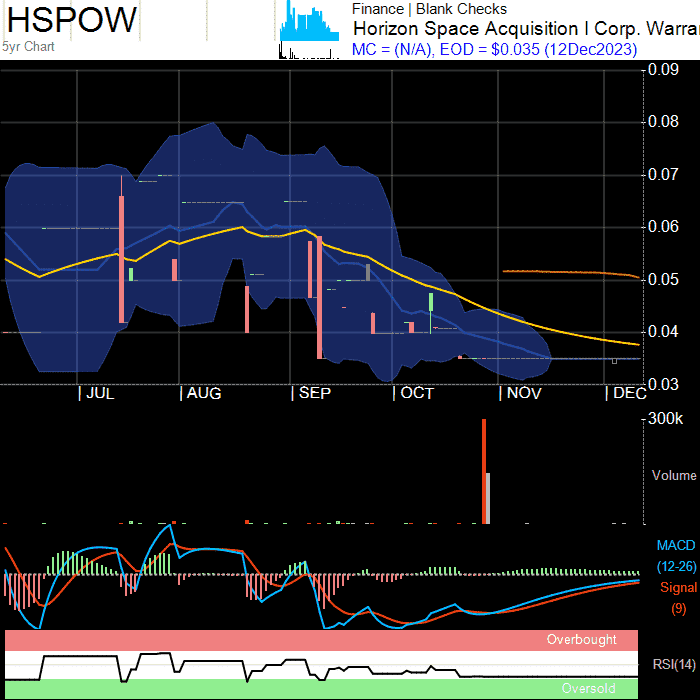 HSPOW
5yr Chart
Finance | Blank Checks
Horizon Space Acquisition I Corp. Warra
MC = (N/A), EOD = $0.035 (12Dec2023)
0.09
0.08
0.07
0.06
0.05
0.04
0.03
| JUL | AUG | SEP | OCT | NOV | DEC
300k
Volume
MACD
(12-26)
Signal
(9)
Overbought
RSI(14)
Oversold